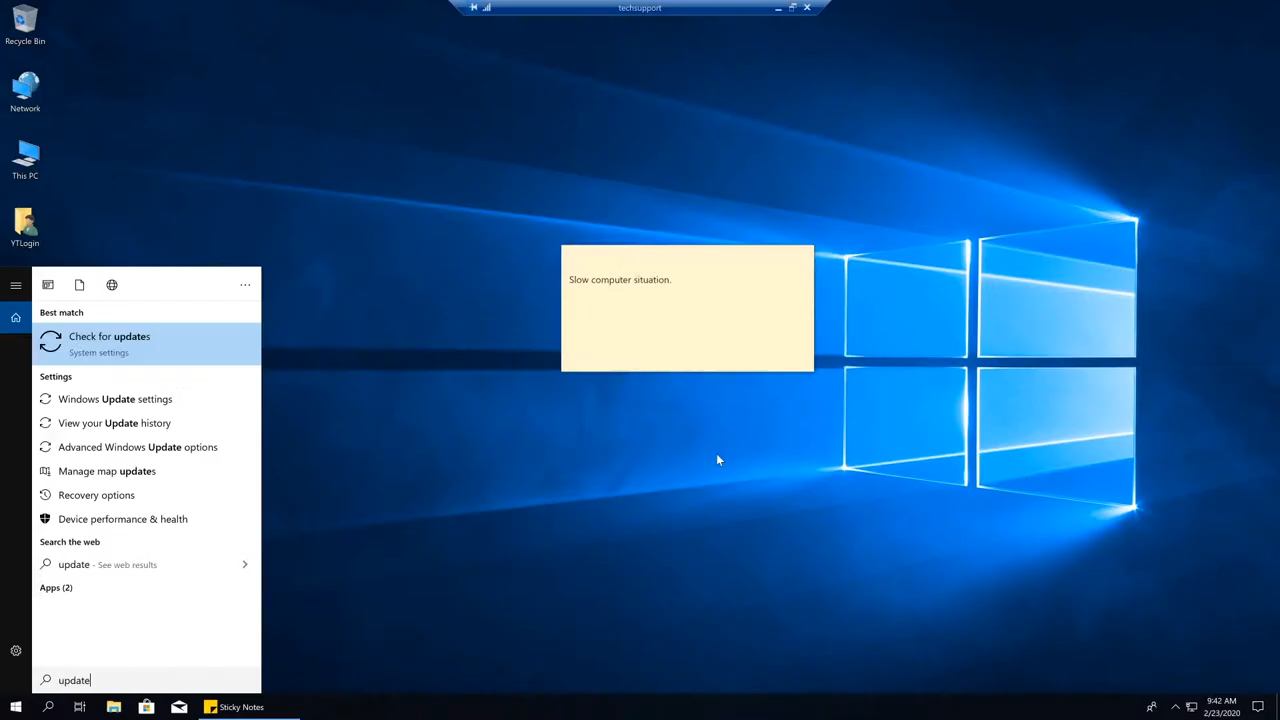 techsupport
Recycle Bin
Network
This PC
YTLogin
Slow computer situation.
Best match
Check for updates
System settings
Settings
Windows Update settings
View your Update history
Advanced Windows Update options
Manage map updates
Recovery options
Device performance & health
Search the web
update - See web results
Apps (2)
update
Sticky Notes
9:42 AM
2/23/2020